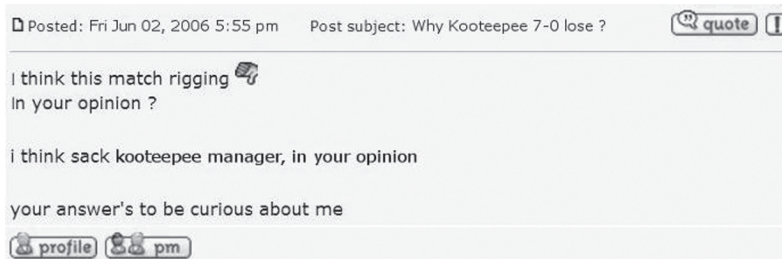 Posted: Fri Jun 02, 2006 5:55 pm Post subject: Why Kooteepee 7-0 lose ? quote
I think this match rigging
In your opinion ?
i think sack kooteepee manager, in your opinion
your answer's to be curious about me
profile pm